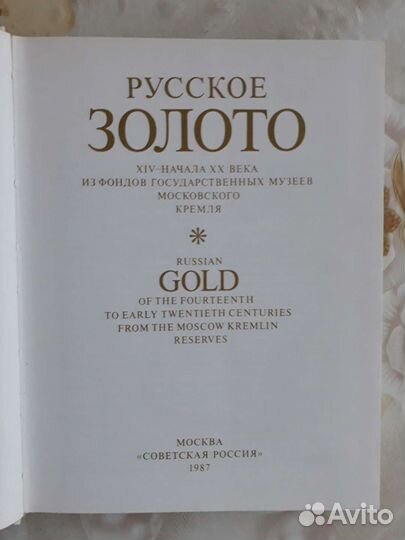 РУССКОЕ
ЗОЛОТО
XIV–НАЧАЛА XX ВЕКА
ИЗ ФОНДОВ ГОСУДАРСТВЕННЫХ МУЗЕЕВ
МОСКОВСКОГО
КРЕМЛЯ
RUSSIAN
GOLD
OF THE FOURTEENTH
TO EARLY TWENTIETH CENTURIES
FROM THE MOSCOW KREMLIN
RESERVES
МОСКВА
«СОВЕТСКАЯ РОССИЯ»
1987
Avito